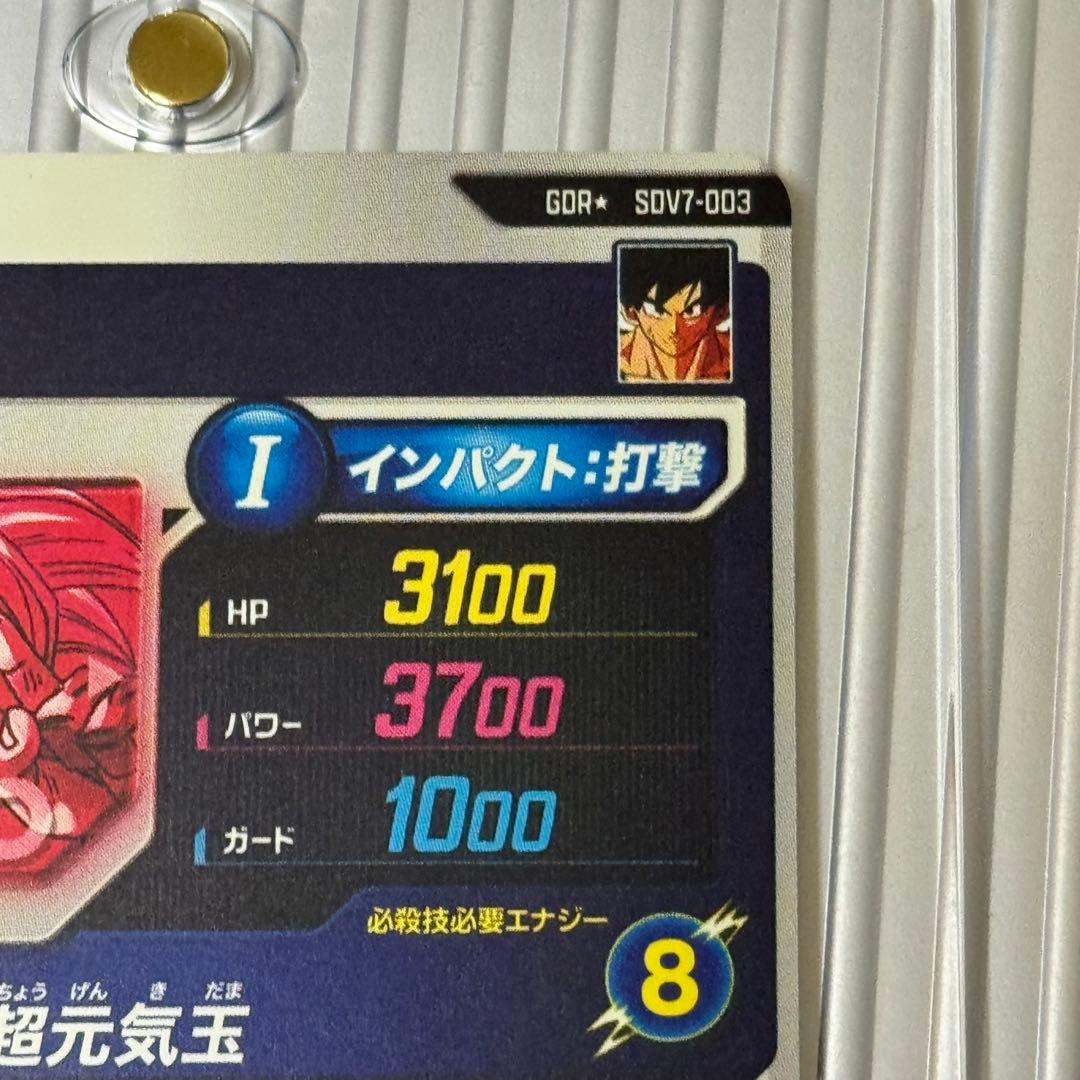 GDR★ SDV7-003
I インパクト:打撃
HP 3100
パワー 3700
ガード 1000
必殺技必要エナジー 8
ちょう げん き だま
超元気玉